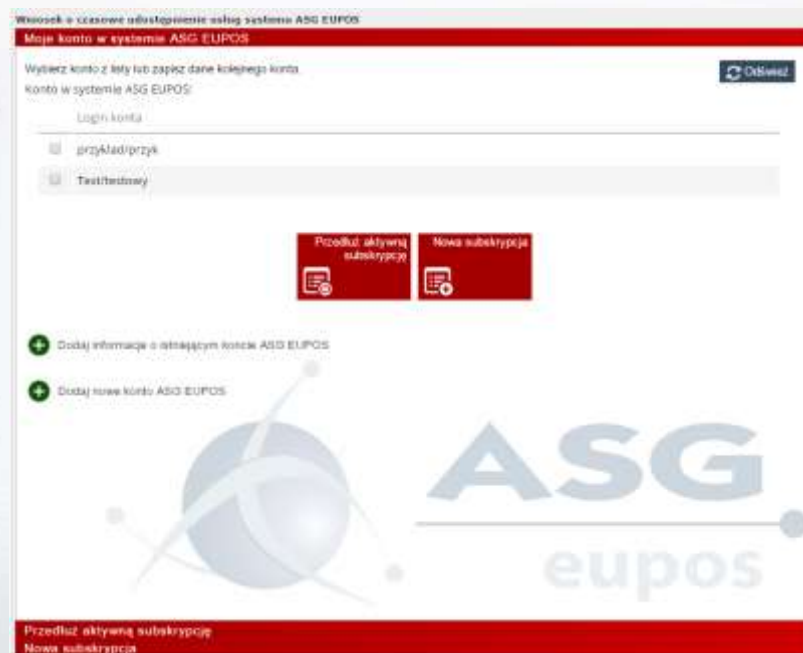 Wniosek o czasowe udostępnienie usług systemu ASG EUPOS
Moje konto w systemie ASG EUPOS
Wybierz konto z listy lub zapisz dane kolejnego konta.
Odśwież
Konto w systemie ASG EUPOS:
Login konta
przyklad/przyk
Test/testowy
Przedłuż aktywną
subskrypcję
Nowa subskrypcja
Dodaj informacje o istniejącym koncie ASG EUPOS
Dodaj nowe konto ASG EUPOS
ASG
eupos
Przedłuż aktywną subskrypcję
Nowa subskrypcja